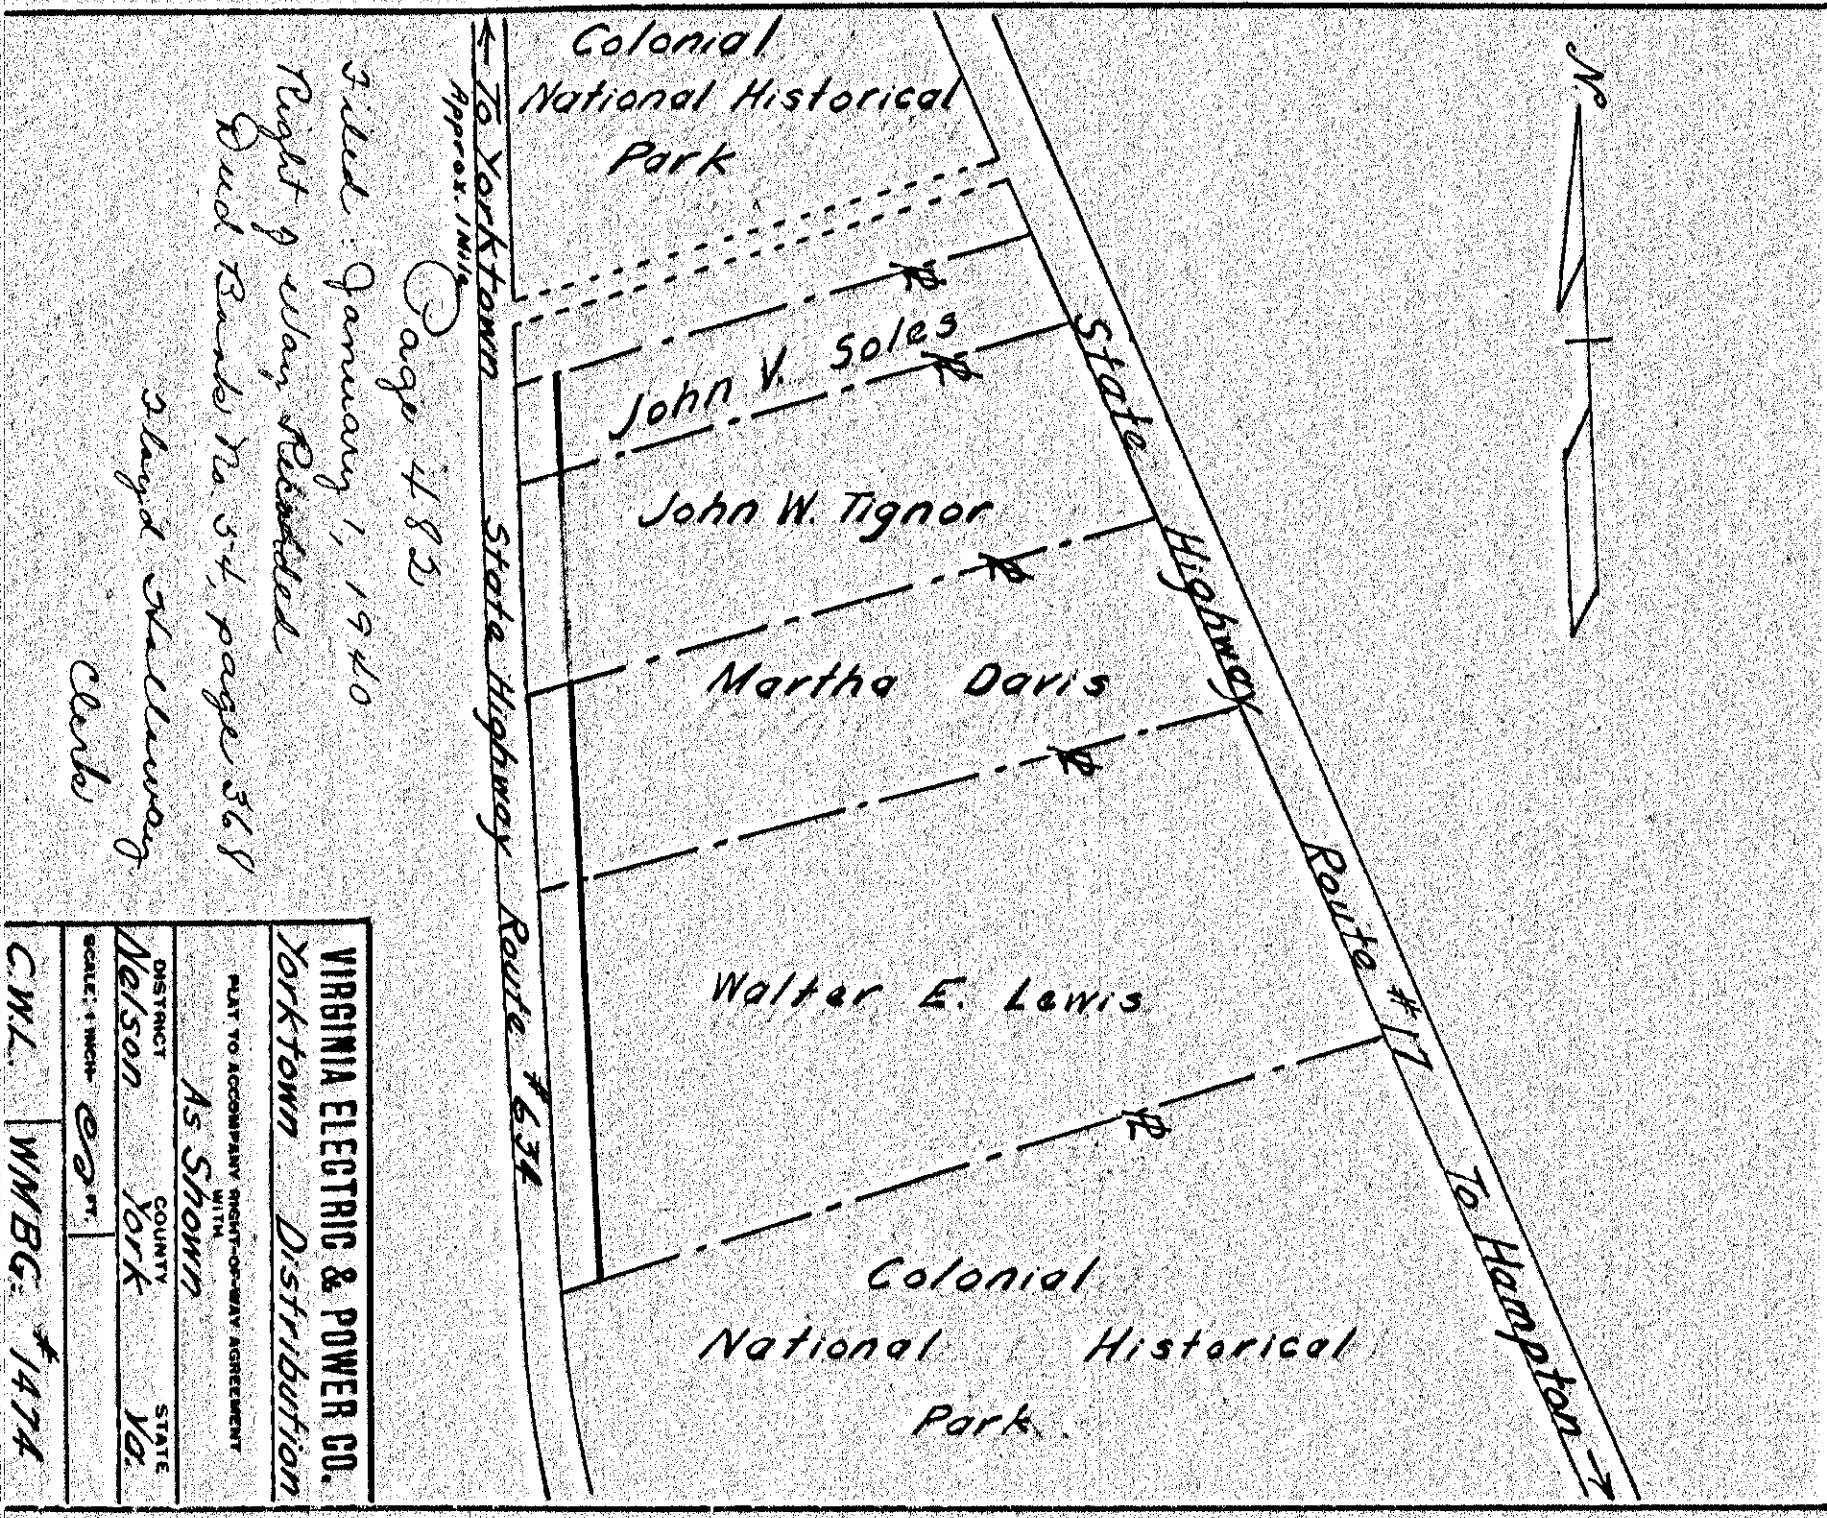 N.
Colonial
National Historical
Park
John V. Soles
John W. Tignor
Martha Davis
Walter E. Lewis
Colonial
National Historical
Park
State Highway Route #17 To Hampton →
← To Yorktown State Highway Route #634
Approx. 1 Mile
Page 482
Filed: January 1, 1940
Right of Way Recorded
Deed Book No. 54, page 368
Floyd Holloway
Clerk
VIRGINIA ELECTRIC & POWER CO.
Yorktown Distribution
PLAT TO ACCOMPANY RIGHT-OF-WAY AGREEMENT
WITH
As Shown
DISTRICT COUNTY STATE
Nelson York Va.
SCALE: 1 INCH= FT.
C.W.L. WMBG. #1474